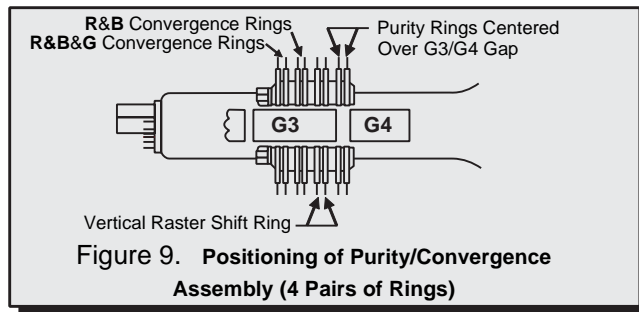 R&B Convergence Rings
R&B&G Convergence Rings
Purity Rings Centered
Over G3/G4 Gap
G3
G4
Vertical Raster Shift Ring
Figure 9. Positioning of Purity/Convergence
Assembly (4 Pairs of Rings)